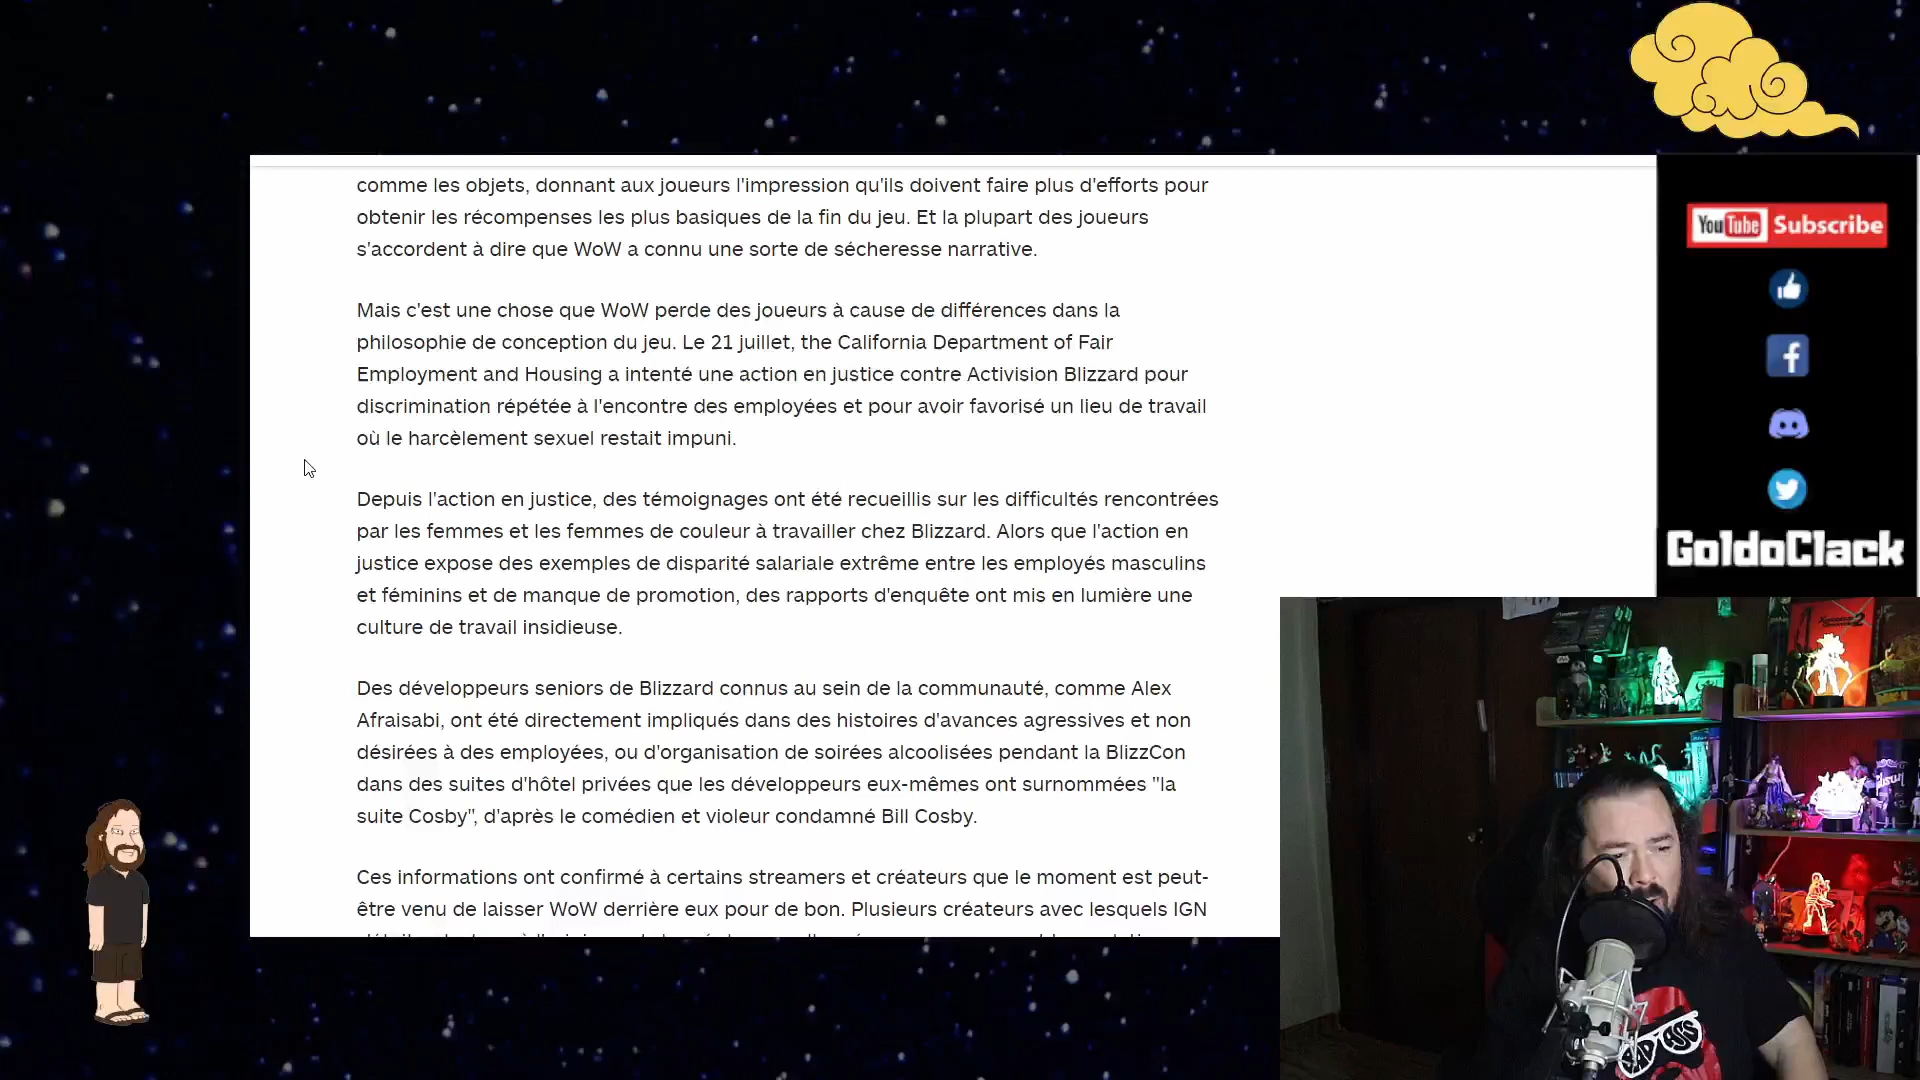 comme les objets, donnant aux joueurs l'impression qu'ils doivent faire plus d'efforts pour
obtenir les récompenses les plus basiques de la fin du jeu. Et la plupart des joueurs
s'accordent à dire que WoW a connu une sorte de sécheresse narrative.
Mais c'est une chose que WoW perde des joueurs à cause de différences dans la
philosophie de conception du jeu. Le 21 juillet, the California Department of Fair
Employment and Housing a intenté une action en justice contre Activision Blizzard pour
discrimination répétée à l'encontre des employées et pour avoir favorisé un lieu de travail
où le harcèlement sexuel restait impuni.
Depuis l'action en justice, des témoignages ont été recueillis sur les difficultés rencontrées
par les femmes et les femmes de couleur à travailler chez Blizzard. Alors que l'action en
justice expose des exemples de disparité salariale extrême entre les employés masculins
et féminins et de manque de promotion, des rapports d'enquête ont mis en lumière une
culture de travail insidieuse.
Des développeurs seniors de Blizzard connus au sein de la communauté, comme Alex
Afraisabi, ont été directement impliqués dans des histoires d'avances agressives et non
désirées à des employées, ou d'organisation de soirées alcoolisées pendant la BlizzCon
dans des suites d'hôtel privées que les développeurs eux-mêmes ont surnommées "la
suite Cosby", d'après le comédien et violeur condamné Bill Cosby.
Ces informations ont confirmé à certains streamers et créateurs que le moment est peut-
être venu de laisser WoW derrière eux pour de bon. Plusieurs créateurs avec lesquels IGN
YouTube Subscribe
GoldoClack
BAD ASS